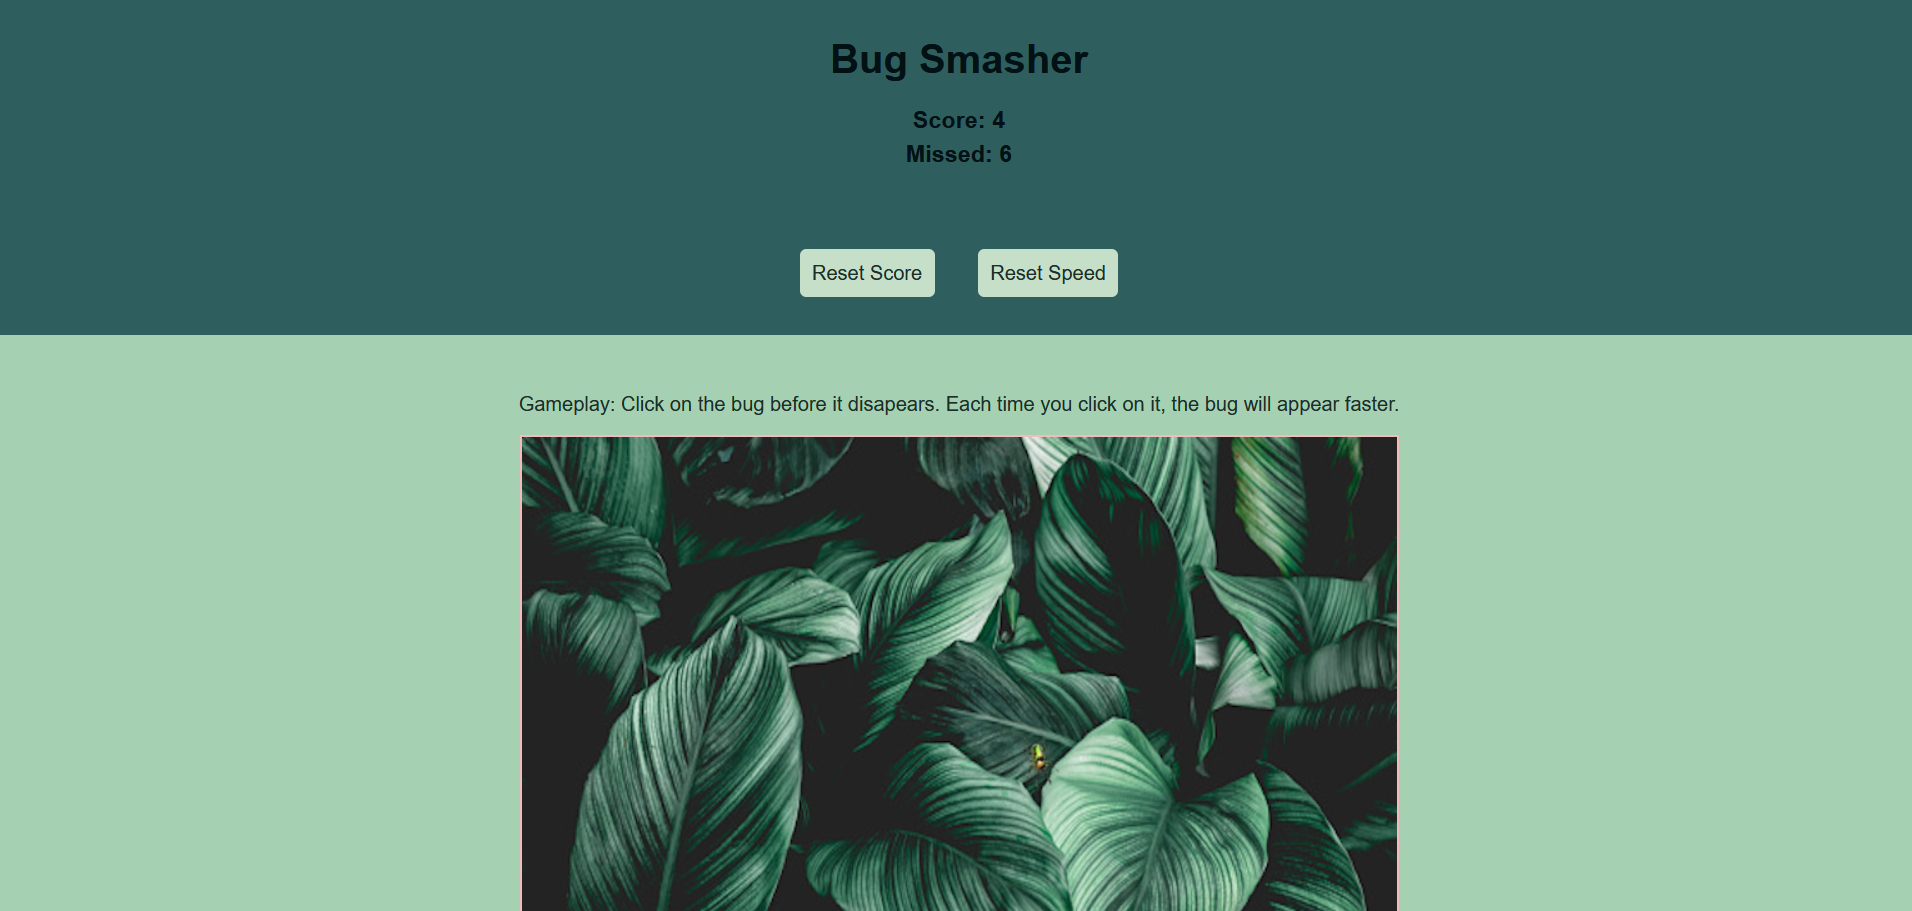 Bug Smasher
Score: 4
Missed: 6
Reset Score
Reset Speed
Gameplay: Click on the bug before it disapears. Each time you click on it, the bug will appear faster.